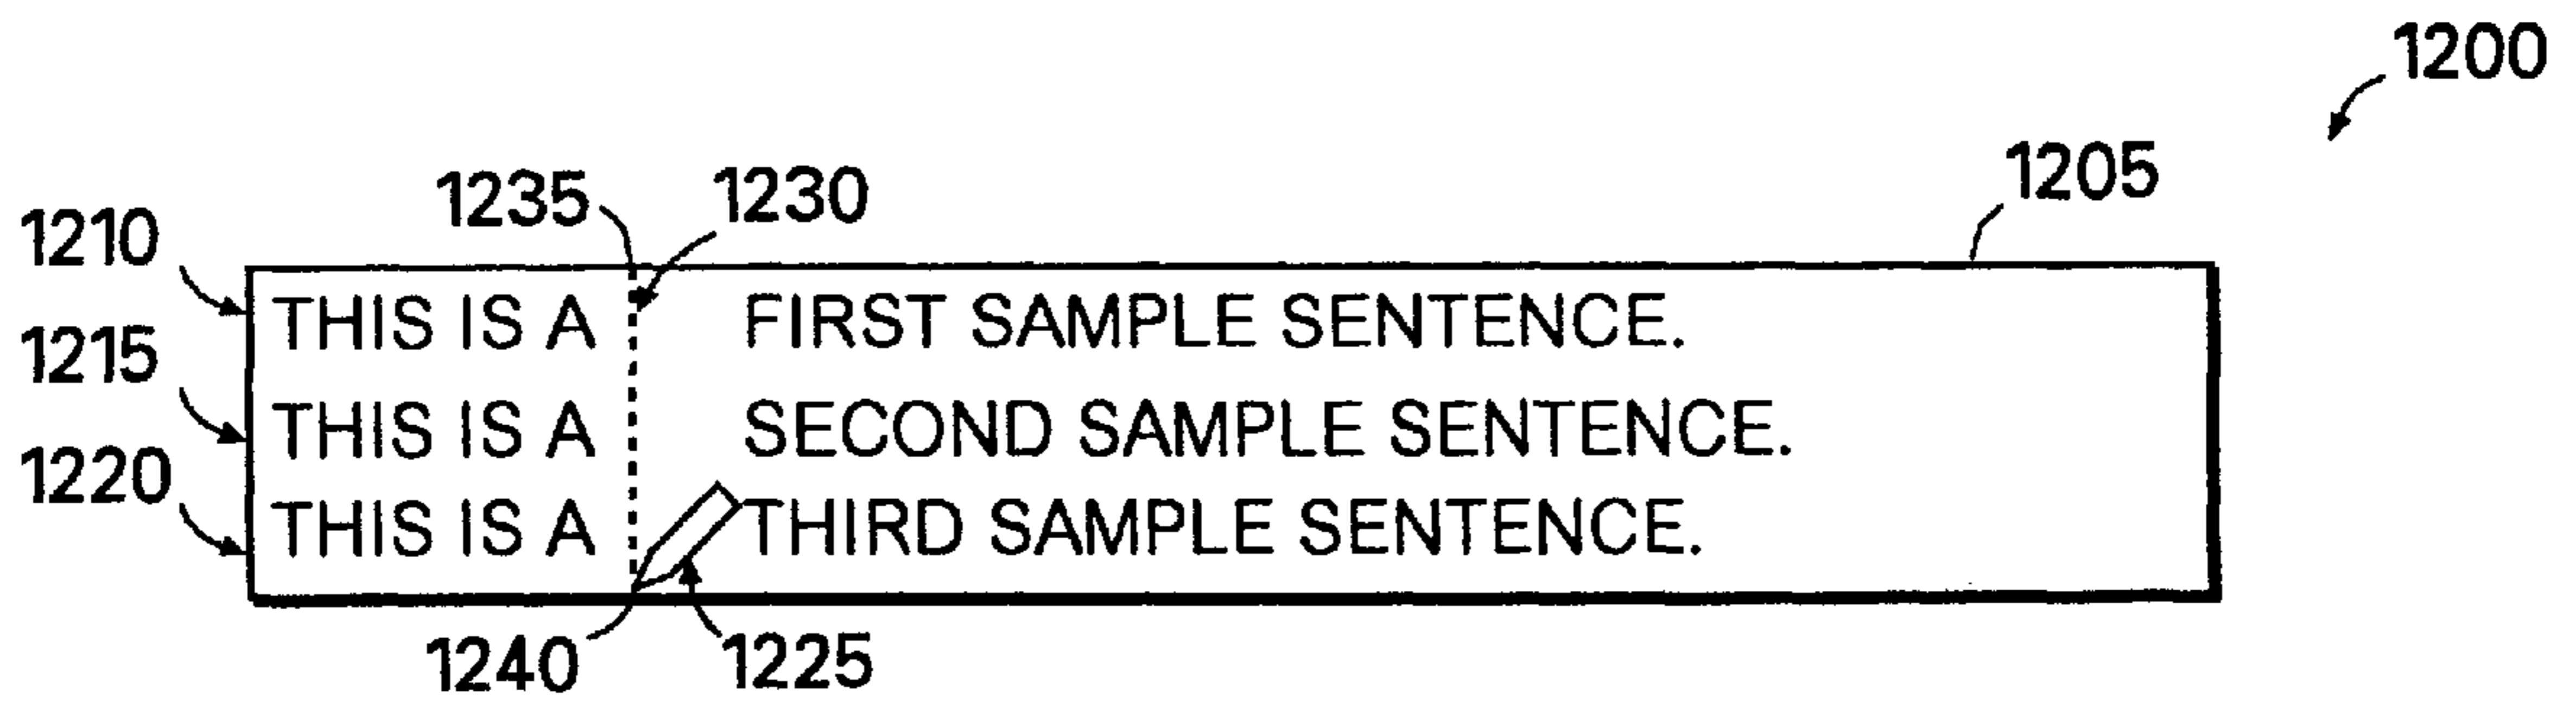 1200
1205
1235 1230
1210
THIS IS A FIRST SAMPLE SENTENCE.
1215
THIS IS A SECOND SAMPLE SENTENCE.
1220
THIS IS A THIRD SAMPLE SENTENCE.
1240 1225